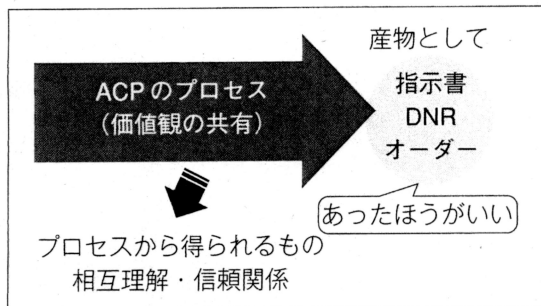 産物として
ACPのプロセス
(価値観の共有)
指示書
DNR
オーダー
あったほうがいい
プロセスから得られるもの
相互理解・信頼関係